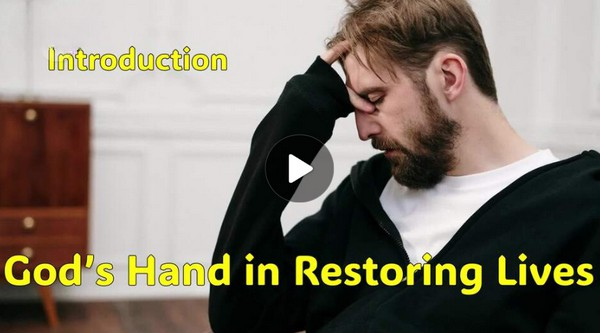 Introduction
God's Hand in Restoring Lives